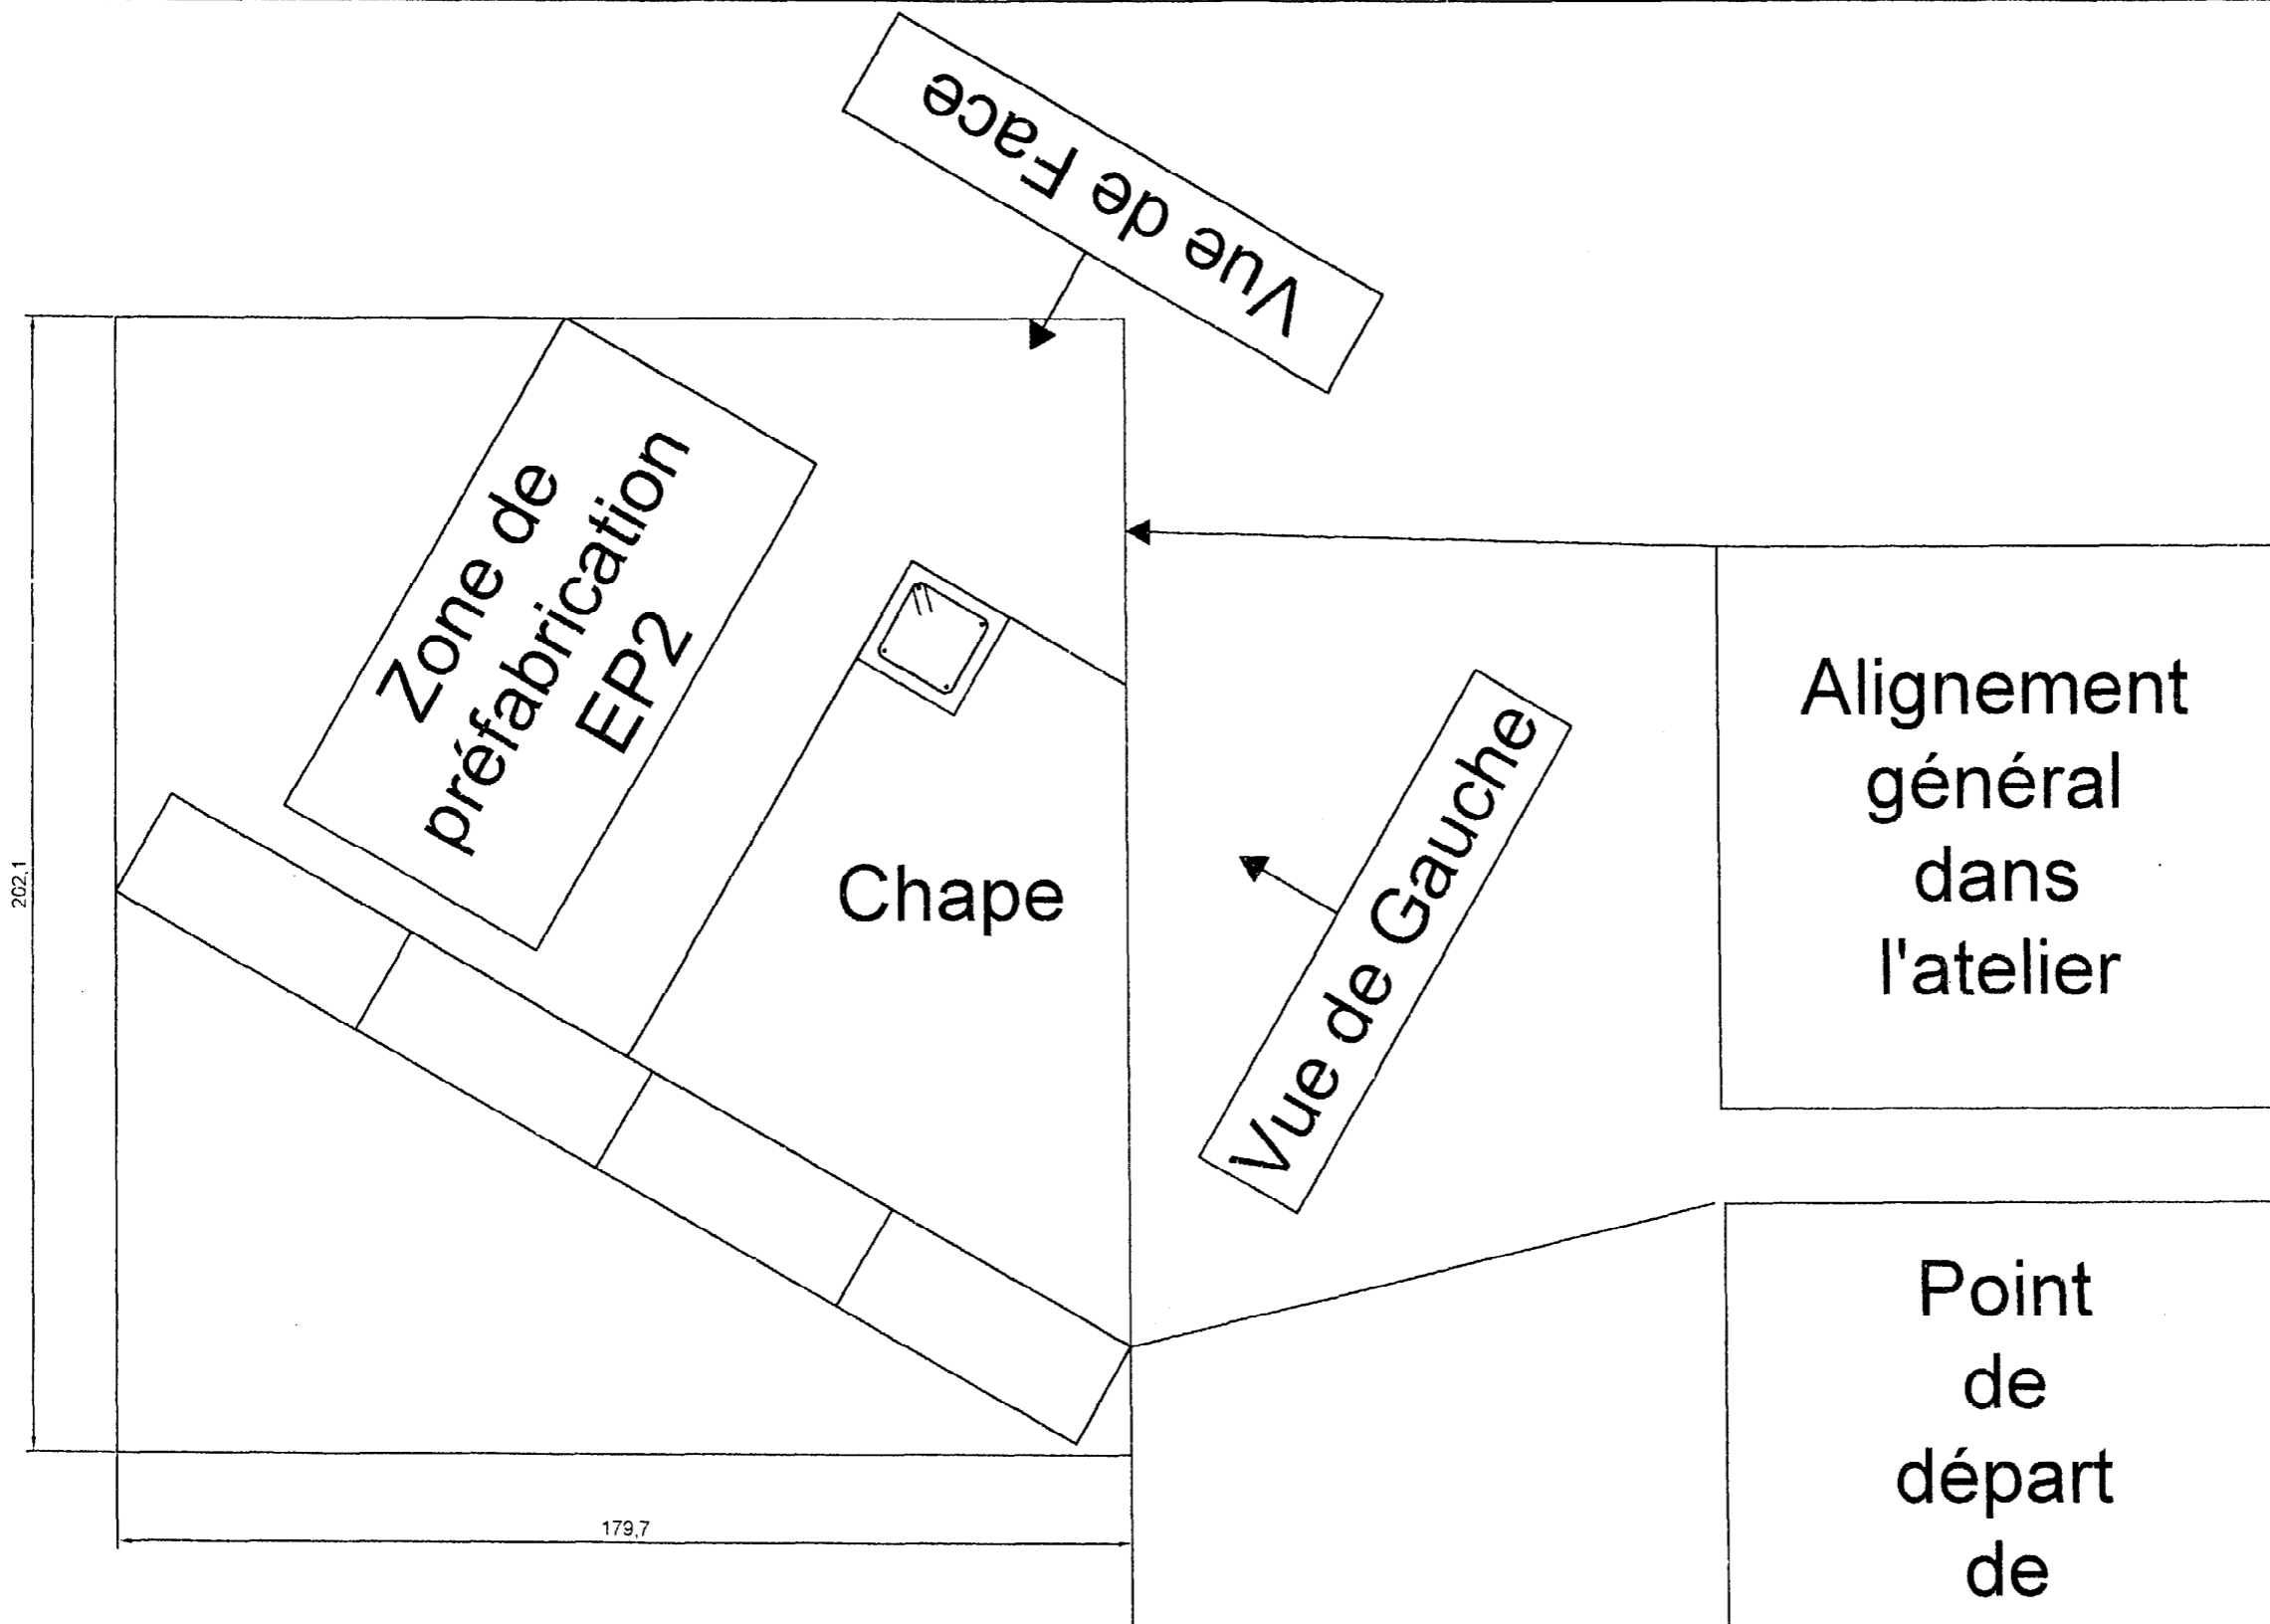 Vue de Face
Zone de
préfabrication
EP2
Chape
Vue de Gauche
Alignement
général
dans
l'atelier
Point
de
départ
de
202,1
179,7